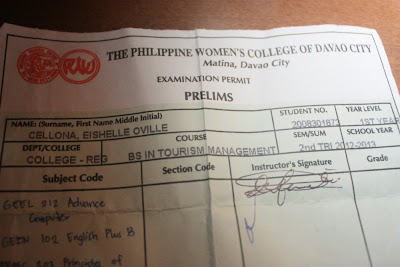 THE PHILIPPINE WOMEN'S COLLEGE OF DAVAO CITY
Matina, Davao City
EXAMINATION PERMIT
PRELIMS
NAME: (Surname, First Name Middle Initial) STUDENT NO. YEAR LEVEL
CELLONA, EISHELLE OVILLE 2008301873 1ST YEAR
DEPT/COLLEGE COURSE SEM/SUM SCHOOL YEAR
COLLEGE - REG BS IN TOURISM MANAGEMENT 2nd TRI 2012-2013
Subject Code Section Code Instructor's Signature Grade
GEEL 212 Advance
Computer
GEEN 102 English Plus B
203 Principles of